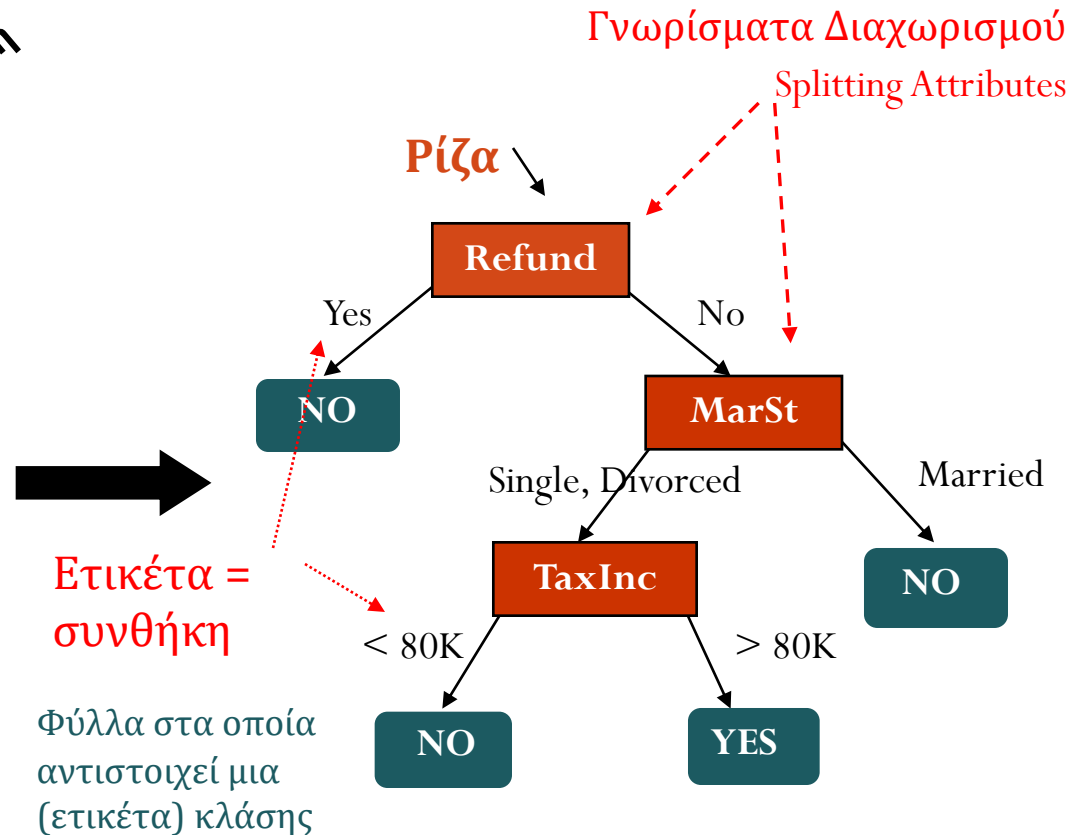 Γνωρίσματα Διαχωρισμού
Splitting Attributes
Ρίζα
Refund
Yes
No
NO
MarSt
Single, Divorced
Married
Ετικέτα =
συνθήκη
TaxInc
NO
< 80K
> 80K
Φύλλα στα οποία
αντιστοιχεί μια
(ετικέτα) κλάσης
NO
YES